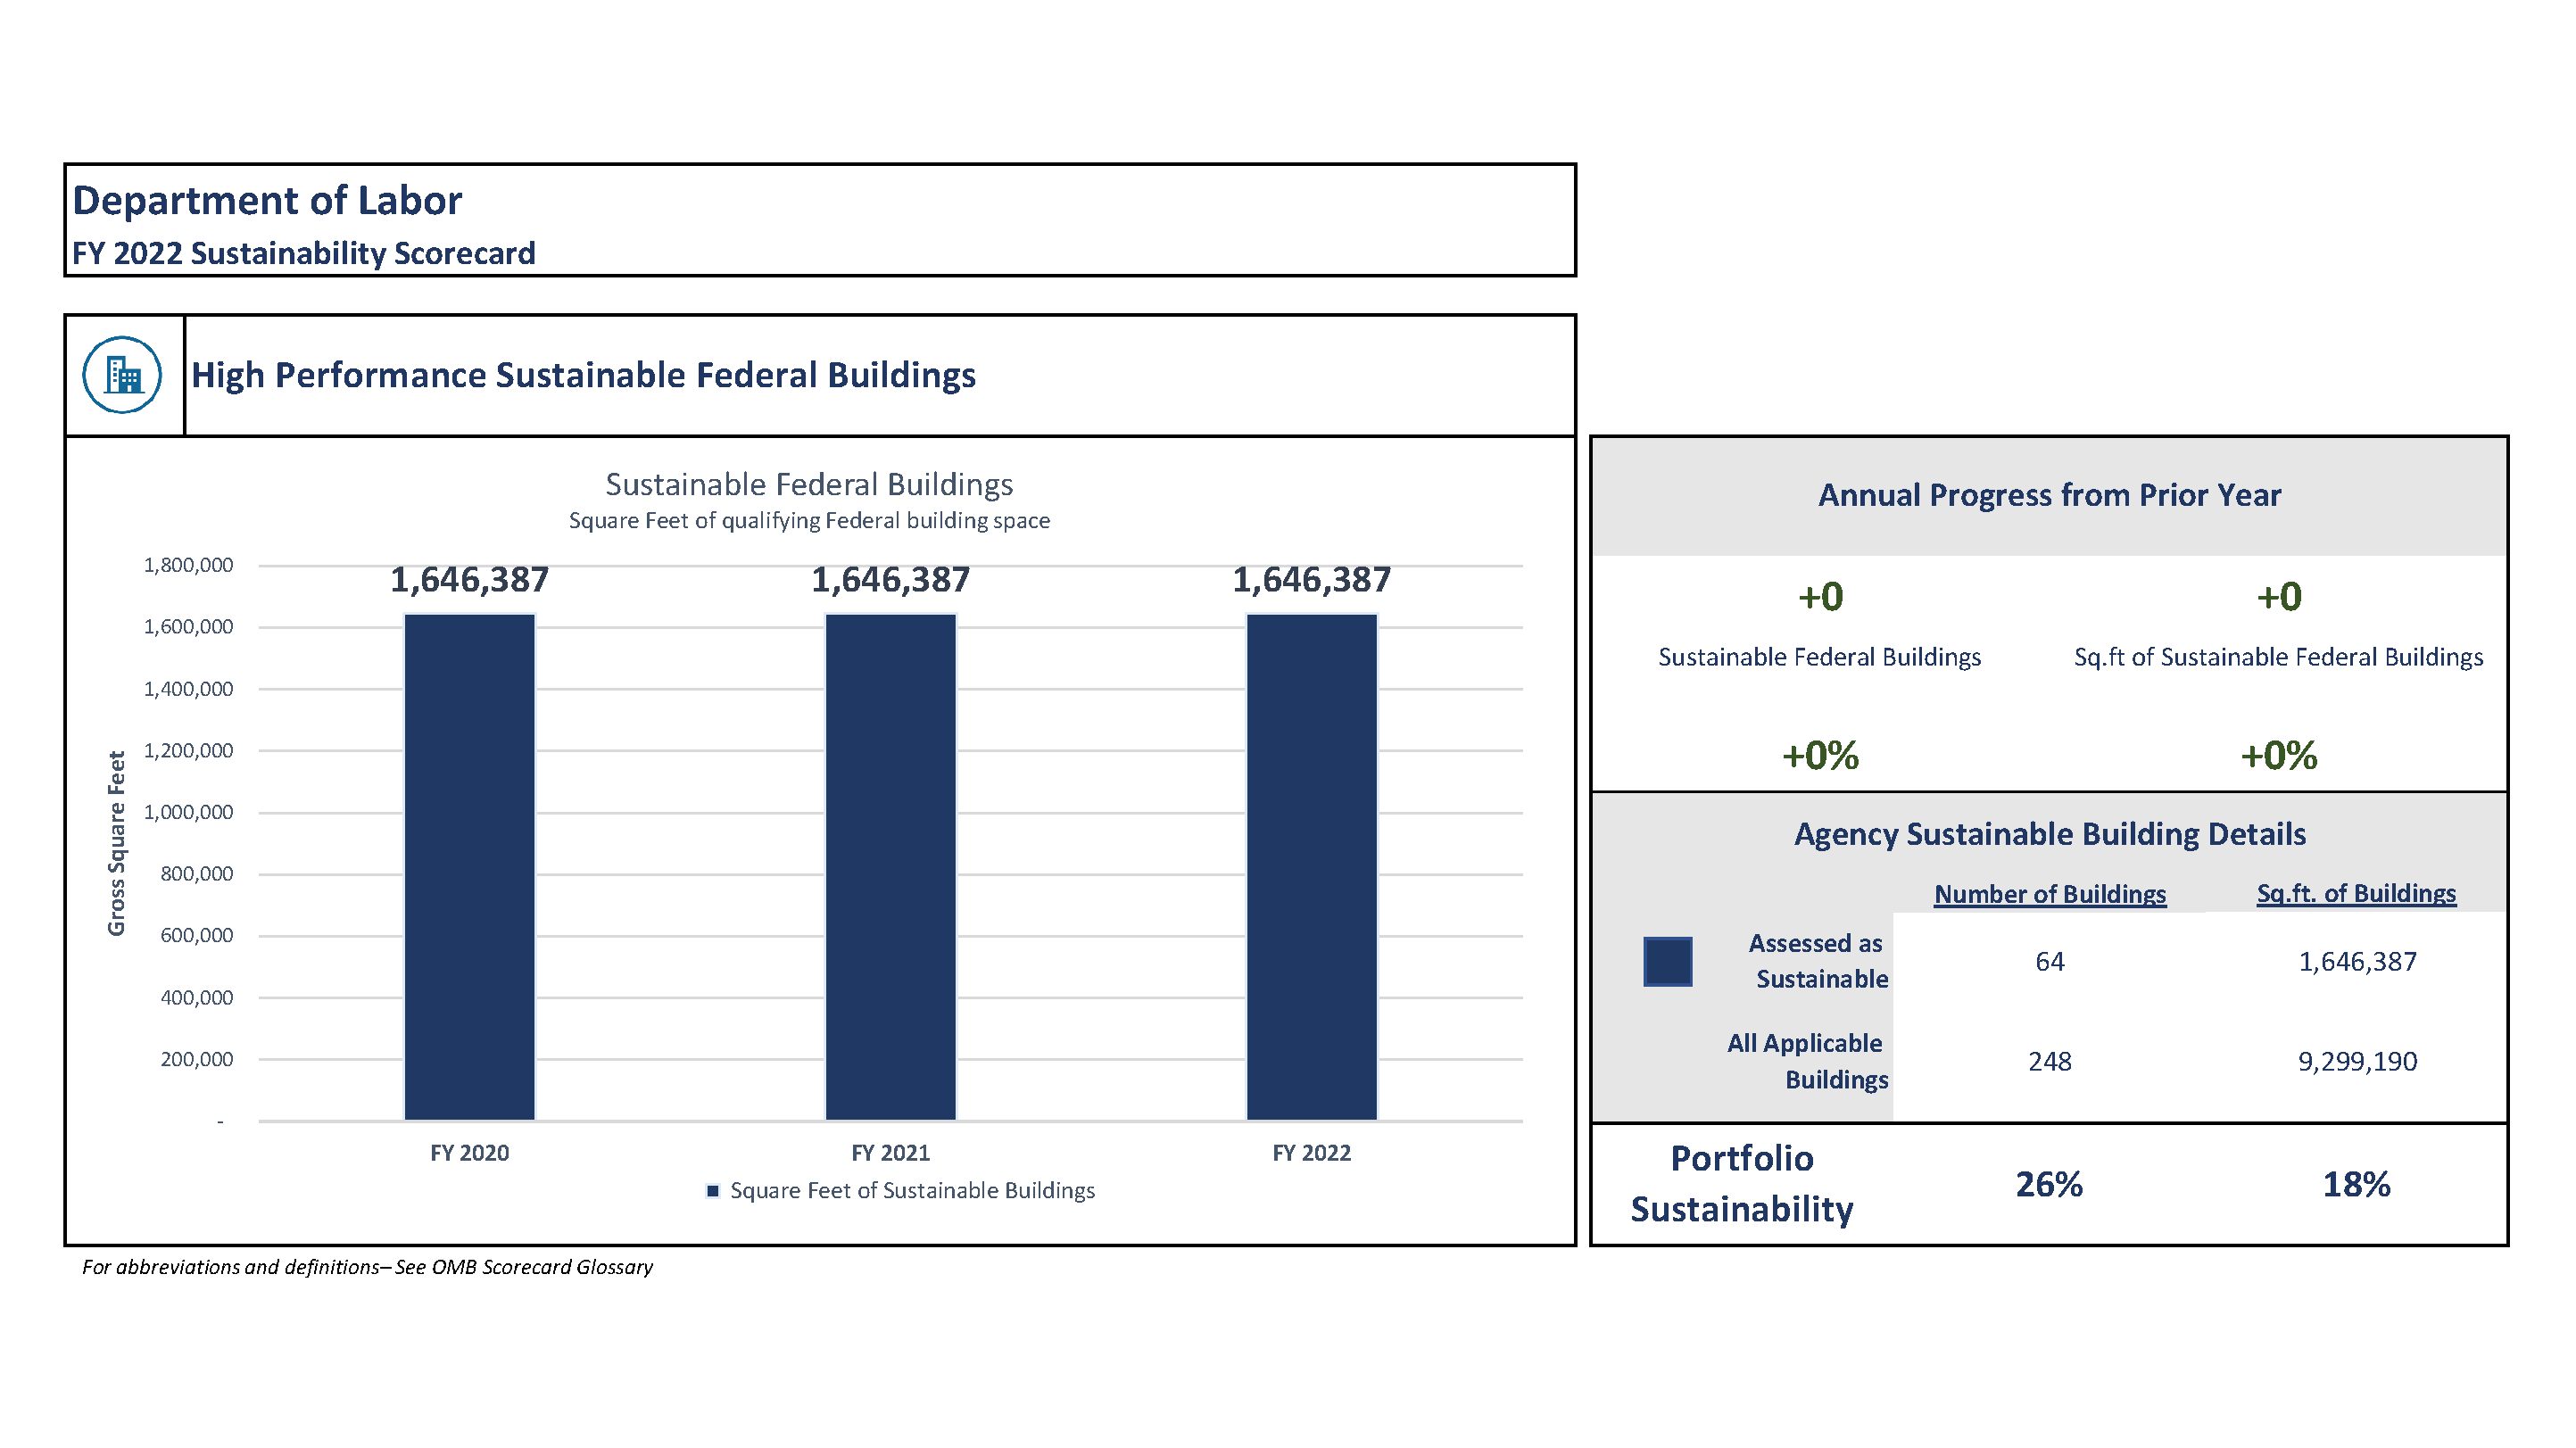 Department of Labor
FY 2022 Sustainability Scorecard
High Performance Sustainable Federal Buildings
Sustainable Federal Buildings
Square Feet of qualifying Federal building space
Gross Square Feet
1,800,000
1,600,000
1,400,000
1,200,000
1,000,000
800,000
600,000
400,000
200,000
-
1,646,387
1,646,387
1,646,387
FY 2020
FY 2021
FY 2022
Square Feet of Sustainable Buildings
Annual Progress from Prior Year
+0
+0
Sustainable Federal Buildings
Sq.ft of Sustainable Federal Buildings
+0%
+0%
Agency Sustainable Building Details
Number of Buildings
Sq.ft. of Buildings
Assessed as
Sustainable
64
1,646,387
All Applicable
Buildings
248
9,299,190
Portfolio
Sustainability
26%
18%
For abbreviations and definitions– See OMB Scorecard Glossary